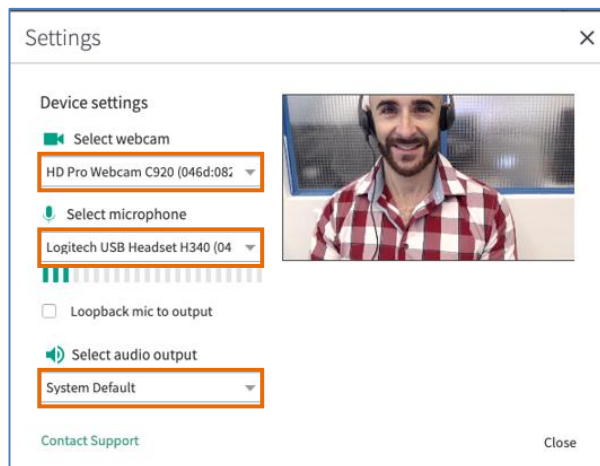 Settings
Device settings
Select webcam
HD Pro Webcam C920 (046d:082
Select microphone
Logitech USB Headset H340 (04
Loopback mic to output
Select audio output
System Default
Contact Support
Close